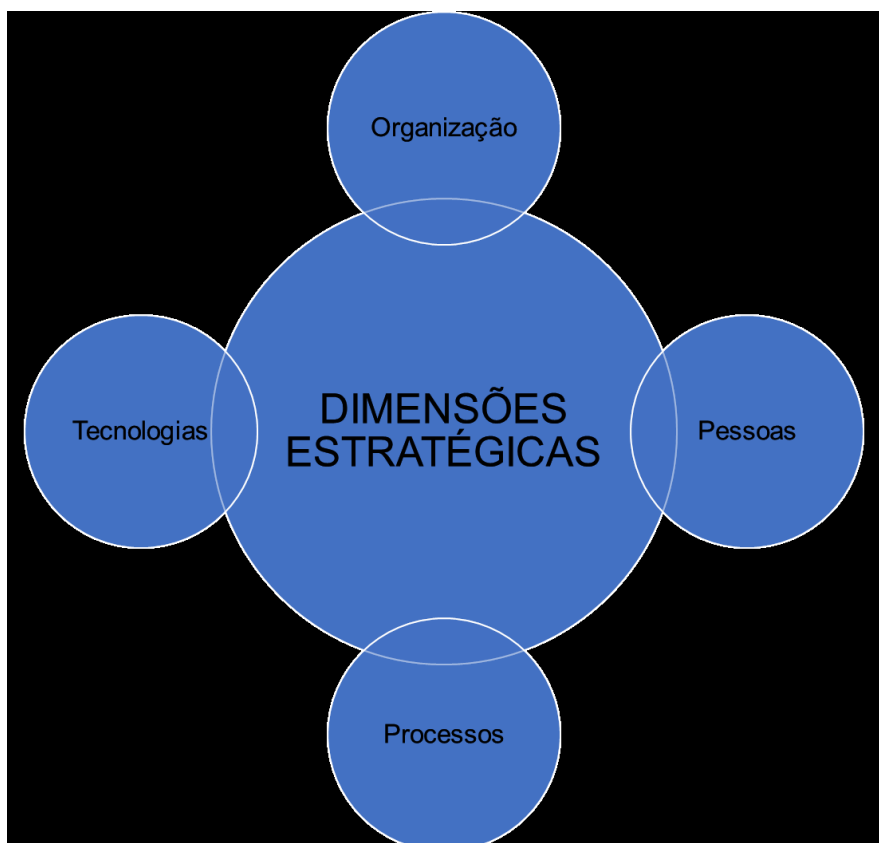 Organização
Tecnologias
DIMENSÕES
ESTRATÉGICAS
Pessoas
Processos